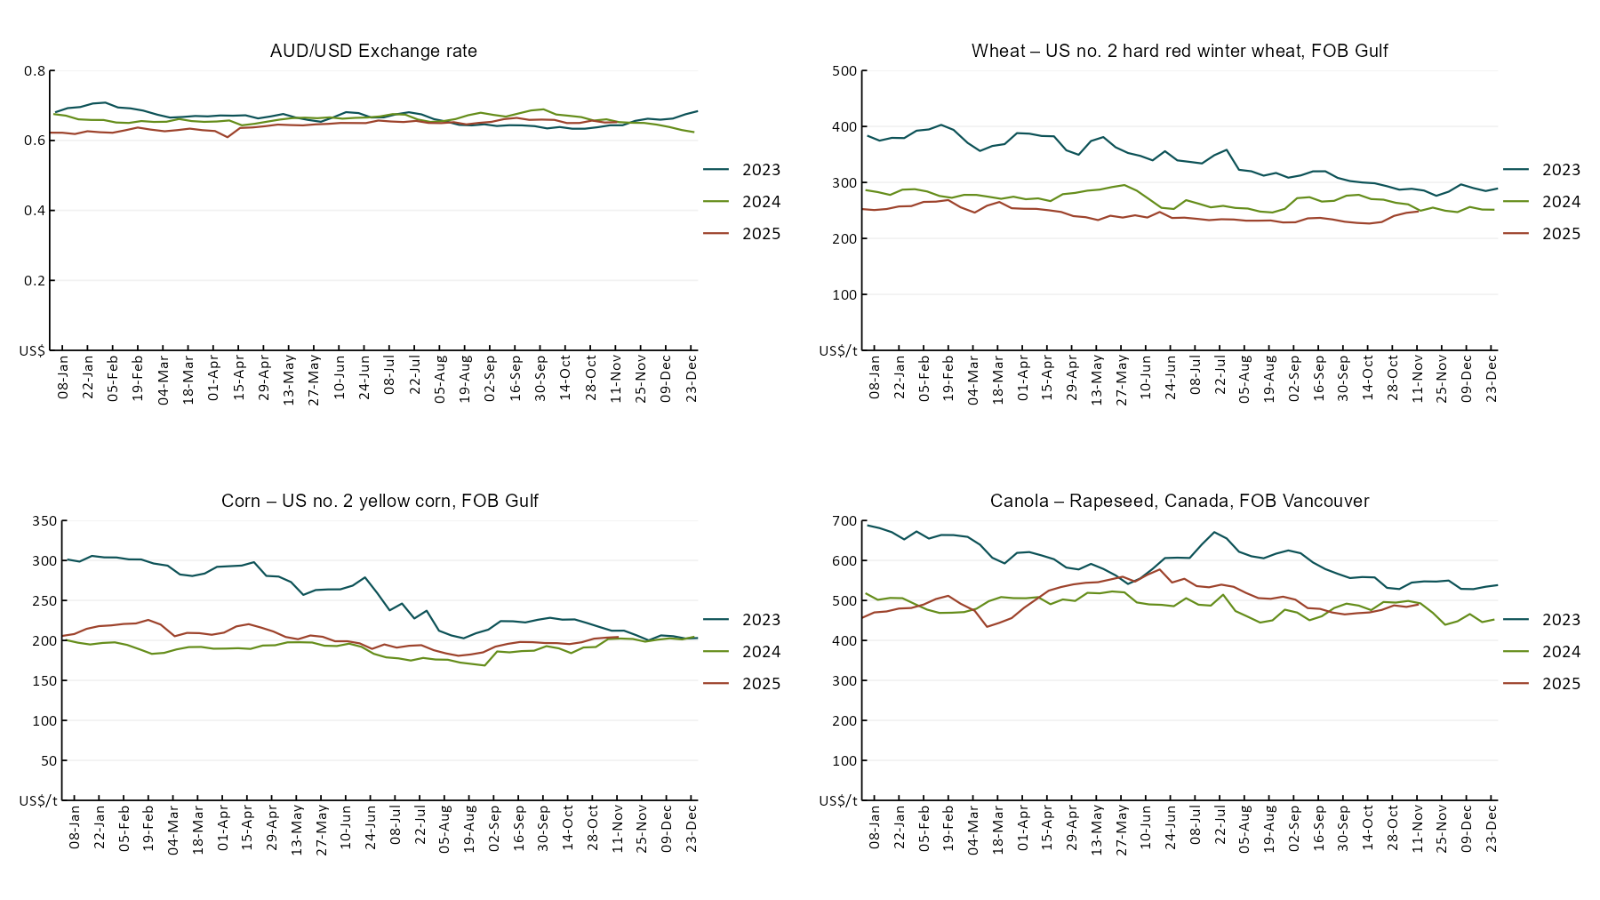 AUD/USD Exchange rate
0.8
0.6
0.4
0.2
US$
08-Jan 22-Jan 05-Feb 19-Feb 04-Mar 18-Mar 01-Apr 15-Apr 29-Apr 13-May 27-May 10-Jun 24-Jun 08-Jul 22-Jul 05-Aug 19-Aug 02-Sep 16-Sep 30-Sep 14-Oct 28-Oct 11-Nov 25-Nov 09-Dec 23-Dec
2023
2024
2025
Wheat – US no. 2 hard red winter wheat, FOB Gulf
500
400
300
200
100
US$/t
08-Jan 22-Jan 05-Feb 19-Feb 04-Mar 18-Mar 01-Apr 15-Apr 29-Apr 13-May 27-May 10-Jun 24-Jun 08-Jul 22-Jul 05-Aug 19-Aug 02-Sep 16-Sep 30-Sep 14-Oct 28-Oct 11-Nov 25-Nov 09-Dec 23-Dec
2023
2024
2025
Corn – US no. 2 yellow corn, FOB Gulf
350
300
250
200
150
100
50
US$/t
08-Jan 22-Jan 05-Feb 19-Feb 04-Mar 18-Mar 01-Apr 15-Apr 29-Apr 13-May 27-May 10-Jun 24-Jun 08-Jul 22-Jul 05-Aug 19-Aug 02-Sep 16-Sep 30-Sep 14-Oct 28-Oct 11-Nov 25-Nov 09-Dec 23-Dec
2023
2024
2025
Canola – Rapeseed, Canada, FOB Vancouver
700
600
500
400
300
200
100
US$/t
08-Jan 22-Jan 05-Feb 19-Feb 04-Mar 18-Mar 01-Apr 15-Apr 29-Apr 13-May 27-May 10-Jun 24-Jun 08-Jul 22-Jul 05-Aug 19-Aug 02-Sep 16-Sep 30-Sep 14-Oct 28-Oct 11-Nov 25-Nov 09-Dec 23-Dec
2023
2024
2025